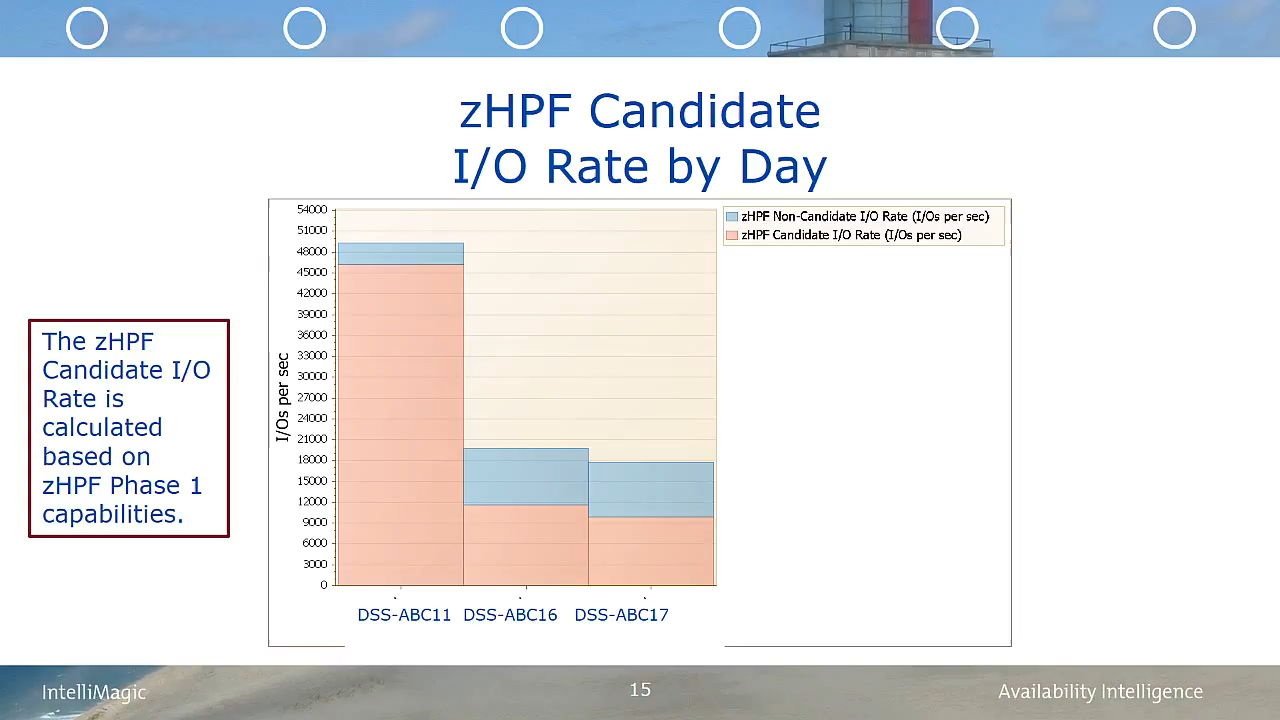 zHPF Candidate
I/O Rate by Day
The zHPF
Candidate I/O
Rate is
calculated
based on
zHPF Phase 1
capabilities.
I/Os per sec
54000
51000
48000
45000
42000
39000
36000
33000
30000
27000
24000
21000
18000
15000
12000
9000
6000
3000
0
zHPF Non-Candidate I/O Rate (I/Os per sec)
zHPF Candidate I/O Rate (I/Os per sec)
DSS-ABC11 DSS-ABC16 DSS-ABC17
IntelliMagic
15
Availability Intelligence